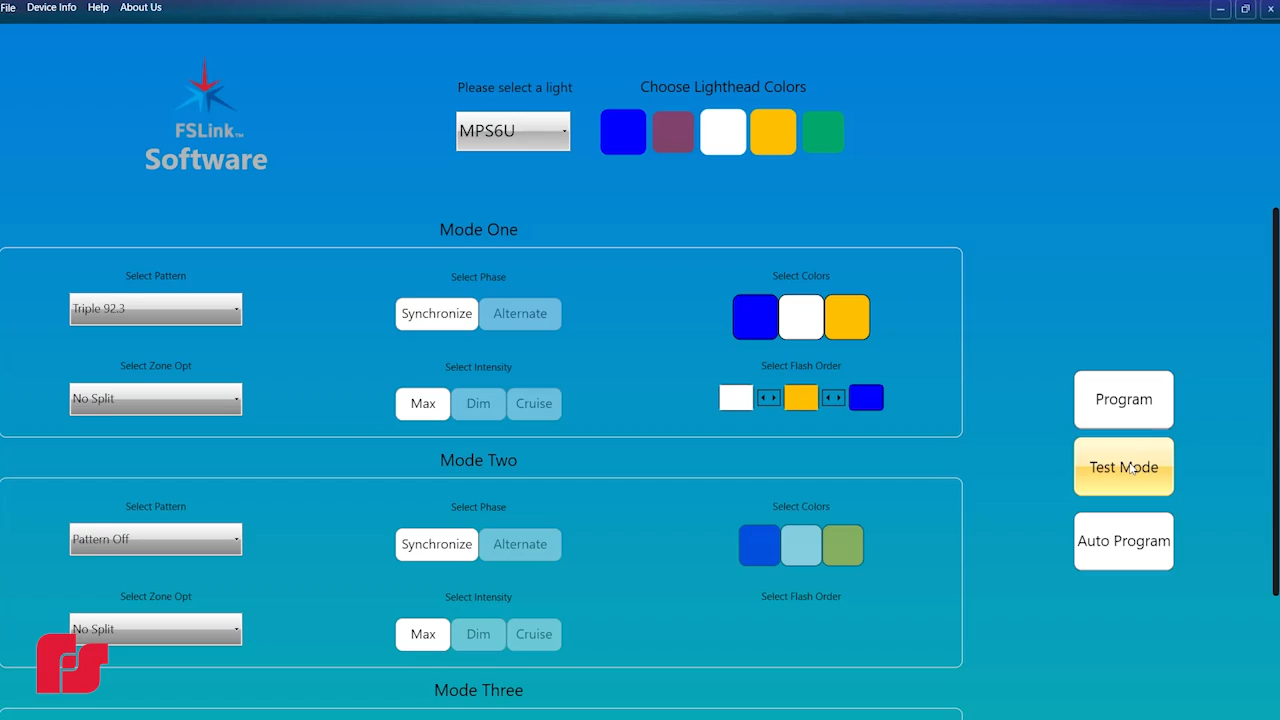 File Device Info Help About Us
Please select a light
Choose Lighthead Colors
FSLink™
Software
MPS6U
Mode One
Select Pattern
Select Phase
Select Colors
Triple 92.3
Synchronize
Alternate
Select Zone Opt
Select Intensity
Select Flash Order
No Split
Max
Dim
Cruise
Program
Mode Two
Test Mode
Select Pattern
Select Phase
Select Colors
Pattern Off
Synchronize
Alternate
Auto Program
Select Zone Opt
Select Intensity
Select Flash Order
No Split
Max
Dim
Cruise
Mode Three